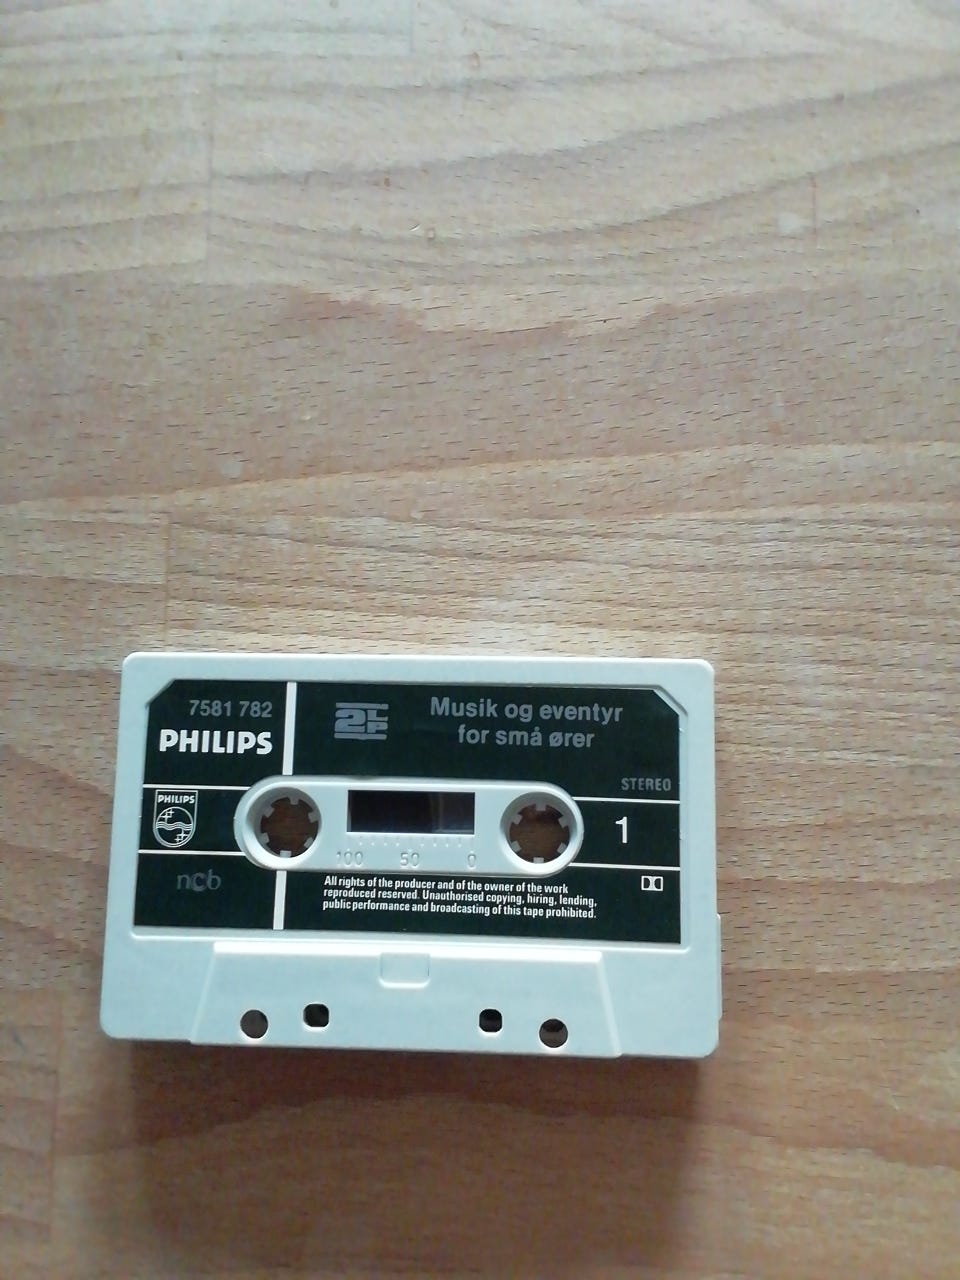 7581 782
PHILIPS
2LP
Musik og eventyr
for små ører
STEREO
PHILIPS
1
100 50 0
ncb
All rights of the producer and of the owner of the work
reproduced reserved. Unauthorised copying, hiring, lending,
public performance and broadcasting of this tape prohibited.